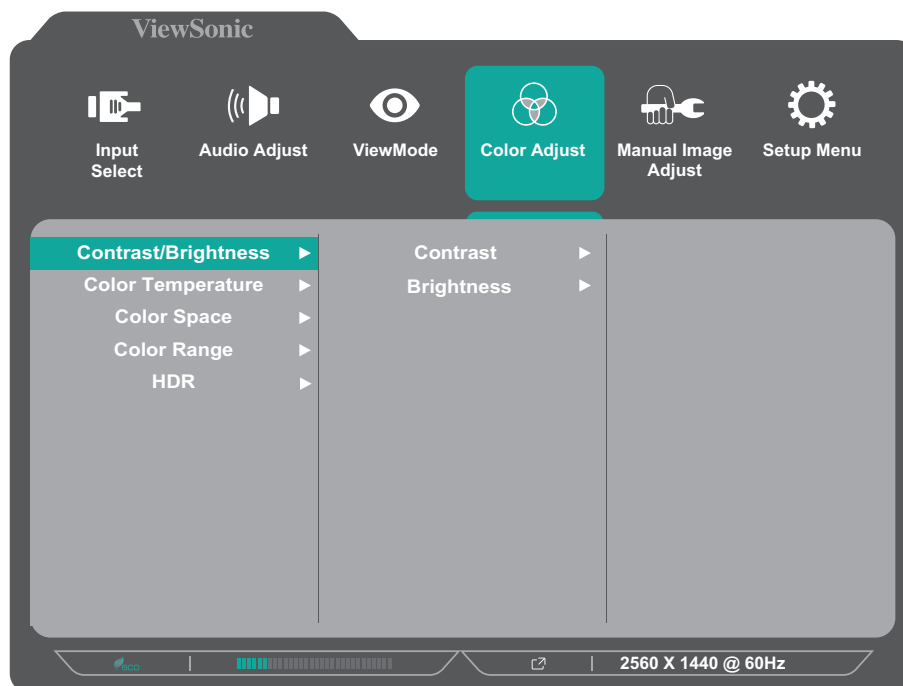 ViewSonic
Input Select
Audio Adjust
ViewMode
Color Adjust
Manual Image Adjust
Setup Menu
Contrast/Brightness
Color Temperature
Color Space
Color Range
HDR
Contrast
Brightness
eco
2560 X 1440 @ 60Hz